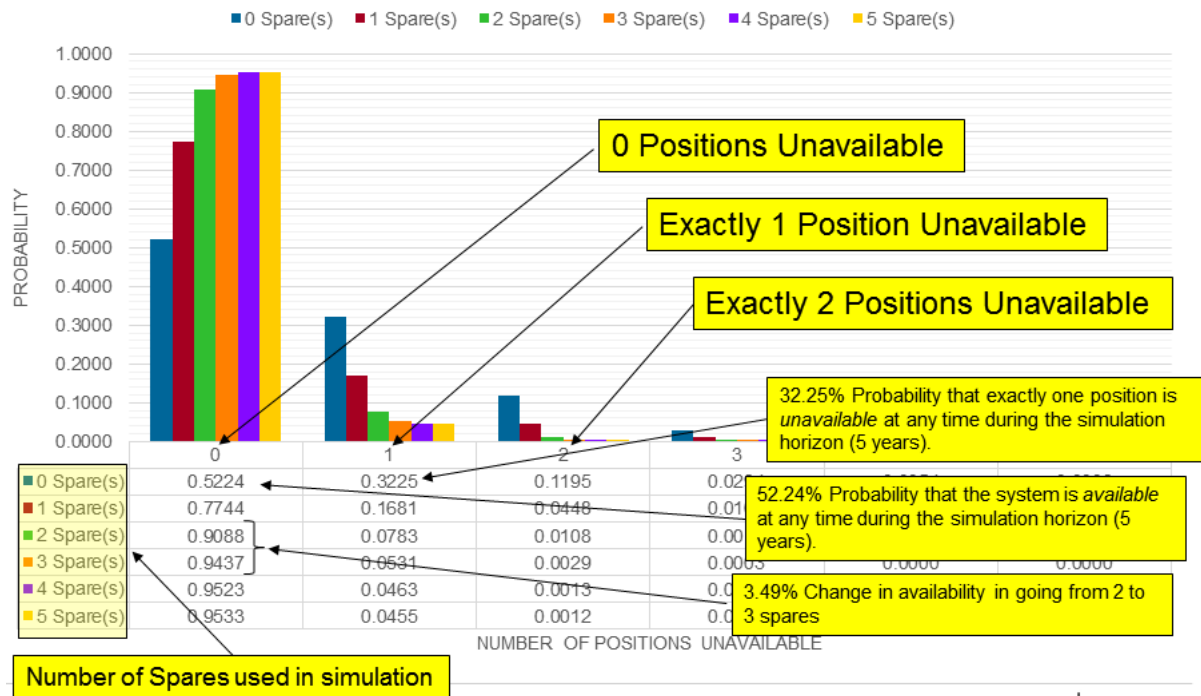 0 Spare(s) 1 Spare(s) 2 Spare(s) 3 Spare(s) 4 Spare(s) 5 Spare(s)
PROBABILITY
1.0000
0.9000
0.8000
0.7000
0.6000
0.5000
0.4000
0.3000
0.2000
0.1000
0.0000
0 Positions Unavailable
Exactly 1 Position Unavailable
Exactly 2 Positions Unavailable
32.25% Probability that exactly one position is
unavailable at any time during the simulation
horizon (5 years).
0 1 2 3
0 Spare(s) 0.5224 0.3225 0.1195
1 Spare(s) 0.7744 0.1681 0.0448
2 Spare(s) 0.9088 0.0783 0.0108
3 Spare(s) 0.9437 0.0531 0.0029 0.0003 0.0000 0.0000
4 Spare(s) 0.9523 0.0463 0.0013
5 Spare(s) 0.9533 0.0455 0.0012
52.24% Probability that the system is available
at any time during the simulation horizon (5
years).
3.49% Change in availability in going from 2 to
3 spares
NUMBER OF POSITIONS UNAVAILABLE
Number of Spares used in simulation